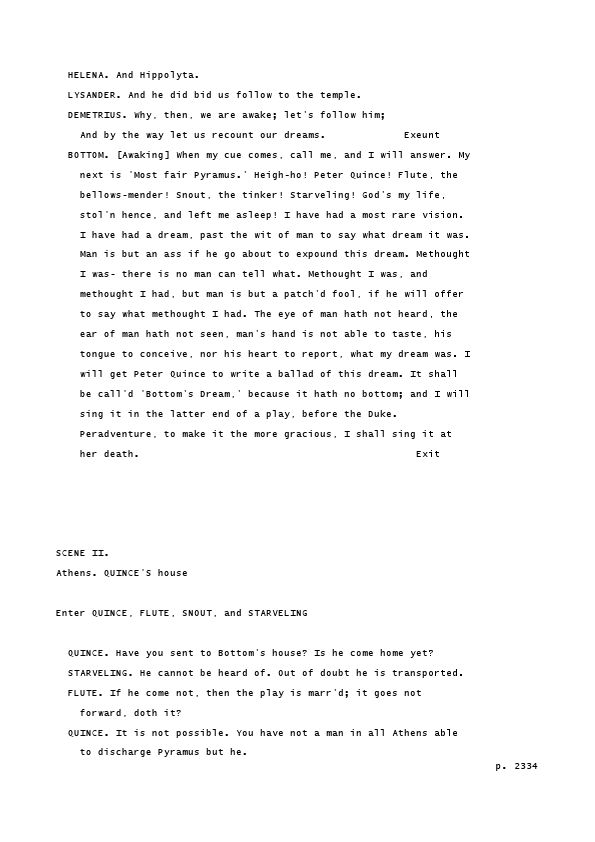 HELENA. And Hippolyta.
LYSANDER. And he did bid us follow to the temple.
DEMETRIUS. Why, then, we are awake; let's follow him;
And by the way let us recount our dreams. Exeunt
BOTTOM. [Awaking] When my cue comes, call me, and I will answer. My
next is 'Most fair Pyramus.' Heigh-ho! Peter Quince! Flute, the
bellows-mender! Snout, the tinker! Starveling! God's my life,
stol'n hence, and left me asleep! I have had a most rare vision.
I have had a dream, past the wit of man to say what dream it was.
Man is but an ass if he go about to expound this dream. Methought
I was- there is no man can tell what. Methought I was, and
methought I had, but man is but a patch'd fool, if he will offer
to say what methought I had. The eye of man hath not heard, the
ear of man hath not seen, man's hand is not able to taste, his
tongue to conceive, nor his heart to report, what my dream was. I
will get Peter Quince to write a ballad of this dream. It shall
be call'd 'Bottom's Dream,' because it hath no bottom; and I will
sing it in the latter end of a play, before the Duke.
Peradventure, to make it the more gracious, I shall sing it at
her death. Exit
SCENE II.
Athens. QUINCE'S house
Enter QUINCE, FLUTE, SNOUT, and STARVELING
QUINCE. Have you sent to Bottom's house? Is he come home yet?
STARVELING. He cannot be heard of. Out of doubt he is transported.
FLUTE. If he come not, then the play is marr'd; it goes not
forward, doth it?
QUINCE. It is not possible. You have not a man in all Athens able
to discharge Pyramus but he.
p. 2334